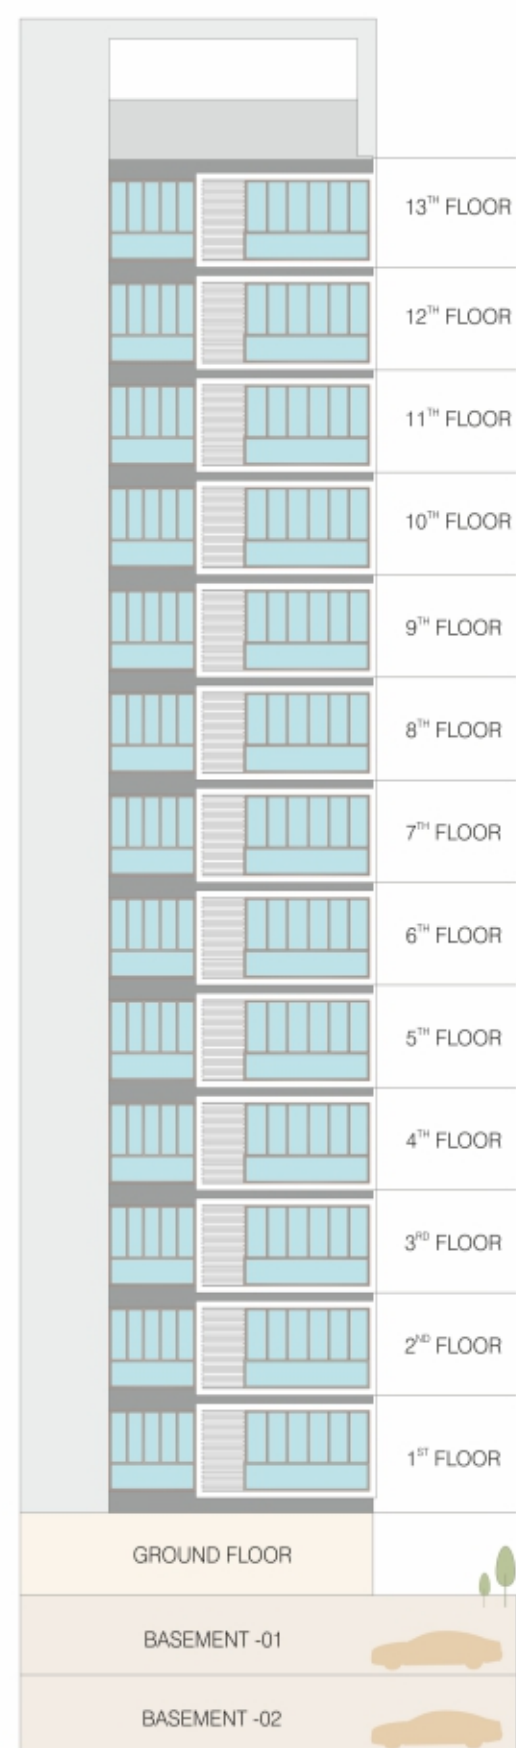 13TH FLOOR
12TH FLOOR
11TH FLOOR
10TH FLOOR
9TH FLOOR
8TH FLOOR
7TH FLOOR
6TH FLOOR
5TH FLOOR
4TH FLOOR
3RD FLOOR
2ND FLOOR
1ST FLOOR
GROUND FLOOR
BASEMENT -01
BASEMENT -02